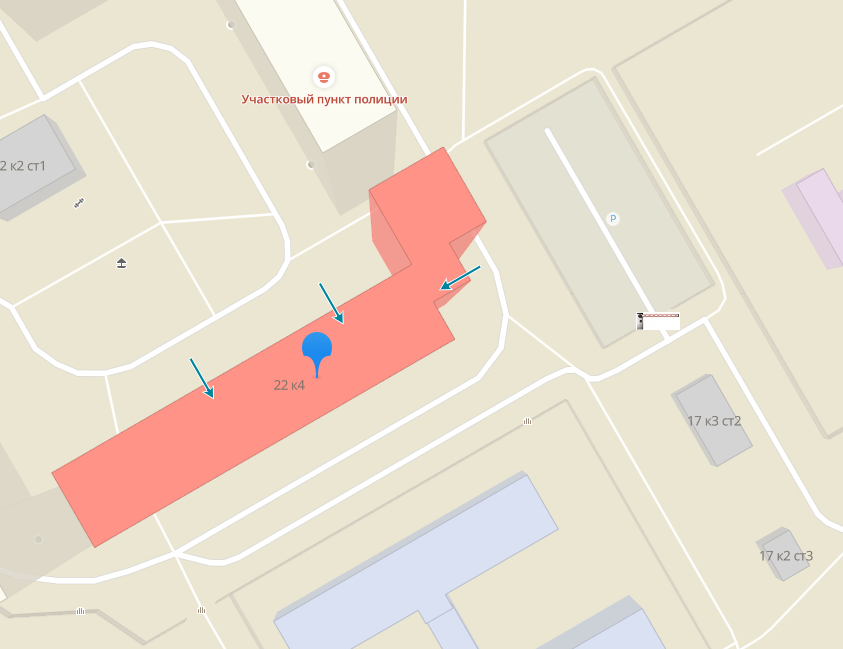 Участковый пункт полиции
2 к2 ст1
P
22 к4
17 к3 ст2
17 к2 ст3